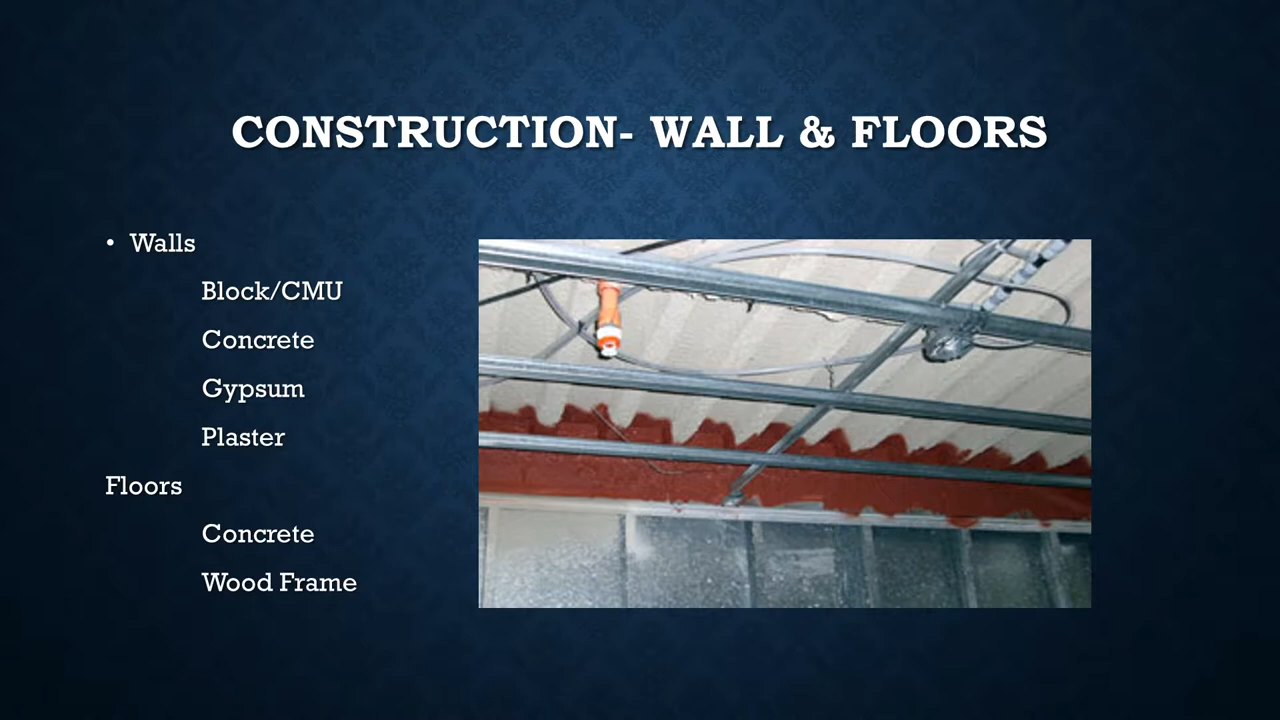 CONSTRUCTION- WALL & FLOORS
• Walls
Block/CMU
Concrete
Gypsum
Plaster
Floors
Concrete
Wood Frame